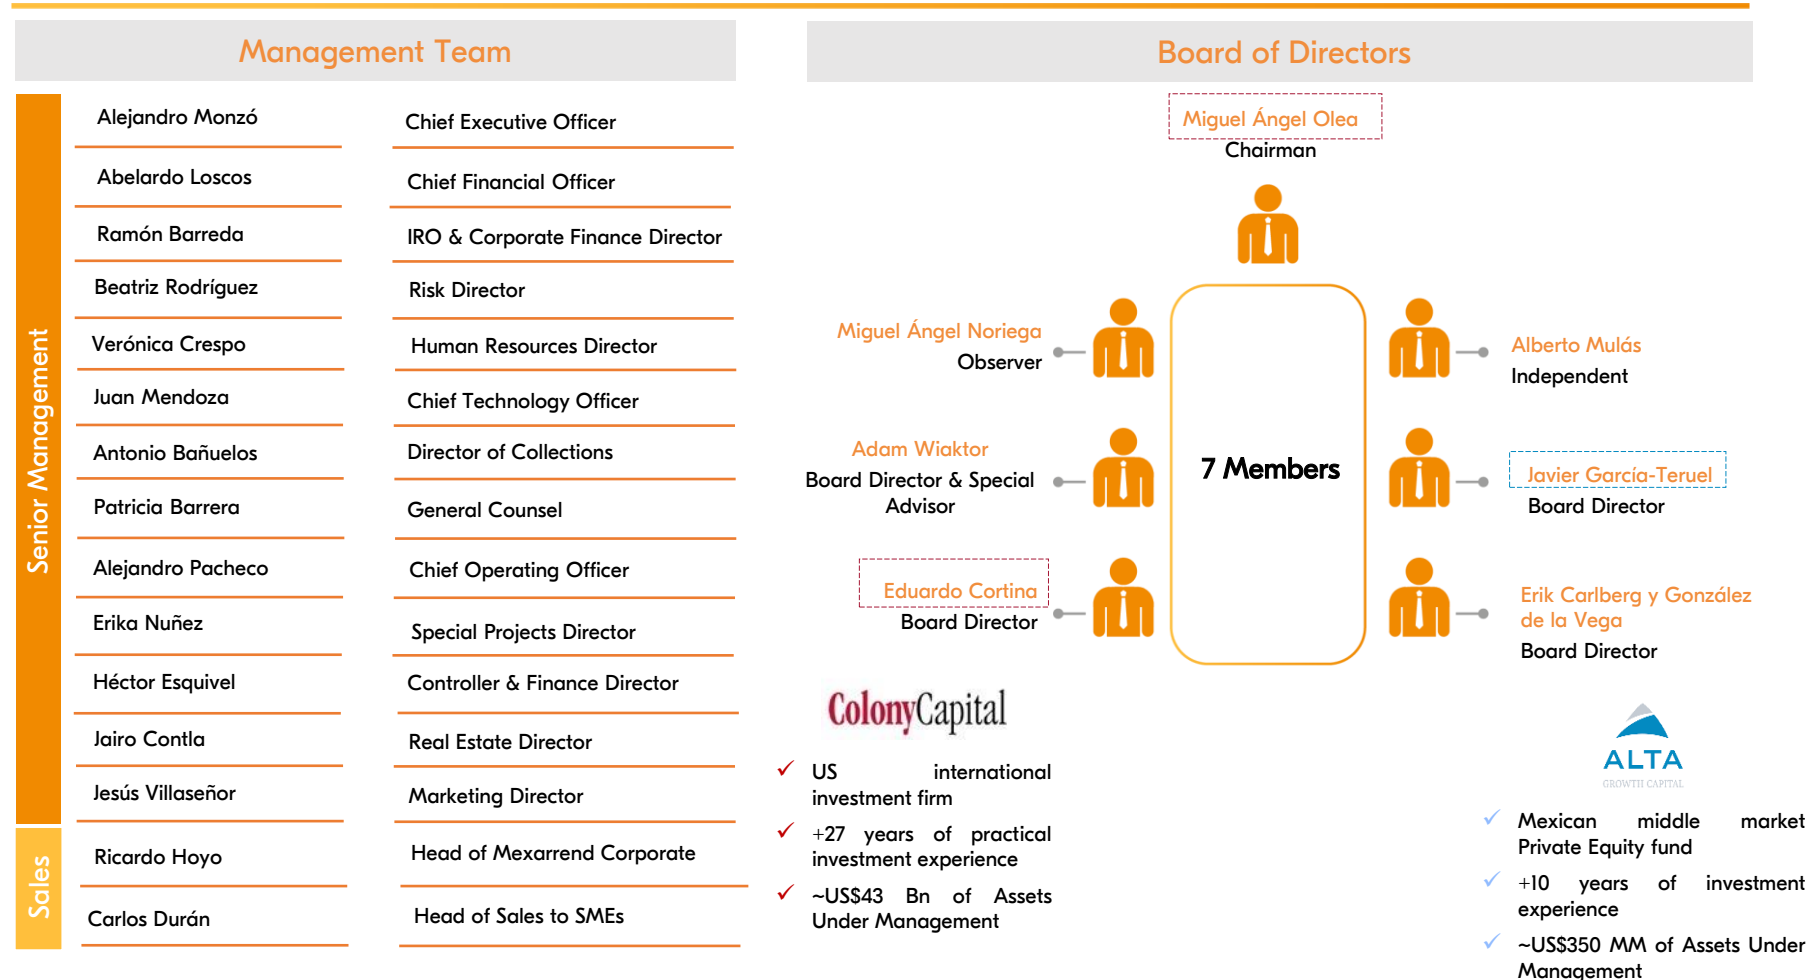 Management Team
Senior Management
Alejandro Monzó
Chief Executive Officer
Abelardo Loscos
Chief Financial Officer
Ramón Barreda
IRO & Corporate Finance Director
Beatriz Rodríguez
Risk Director
Verónica Crespo
Human Resources Director
Juan Mendoza
Chief Technology Officer
Antonio Bañuelos
Director of Collections
Patricia Barrera
General Counsel
Alejandro Pacheco
Chief Operating Officer
Erika Nuñez
Special Projects Director
Héctor Esquivel
Controller & Finance Director
Jairo Contla
Real Estate Director
Jesús Villaseñor
Marketing Director
Sales
Ricardo Hoyo
Head of Mexarrend Corporate
Carlos Durán
Head of Sales to SMEs
Board of Directors
Miguel Ángel Olea
Chairman
Miguel Ángel Noriega
Observer
Adam Wiaktor
Board Director & Special
Advisor
Eduardo Cortina
Board Director
7 Members
Alberto Mulás
Independent
Javier García-Teruel
Board Director
Erik Carlberg y González
de la Vega
Board Director
ColonyCapital
✓ US international
investment firm
✓ +27 years of practical
investment experience
✓ ~US$43 Bn of Assets
Under Management
ALTA
GROWTH CAPITAL
✓ Mexican middle market
Private Equity fund
✓ +10 years of investment
experience
✓ ~US$350 MM of Assets Under
Management